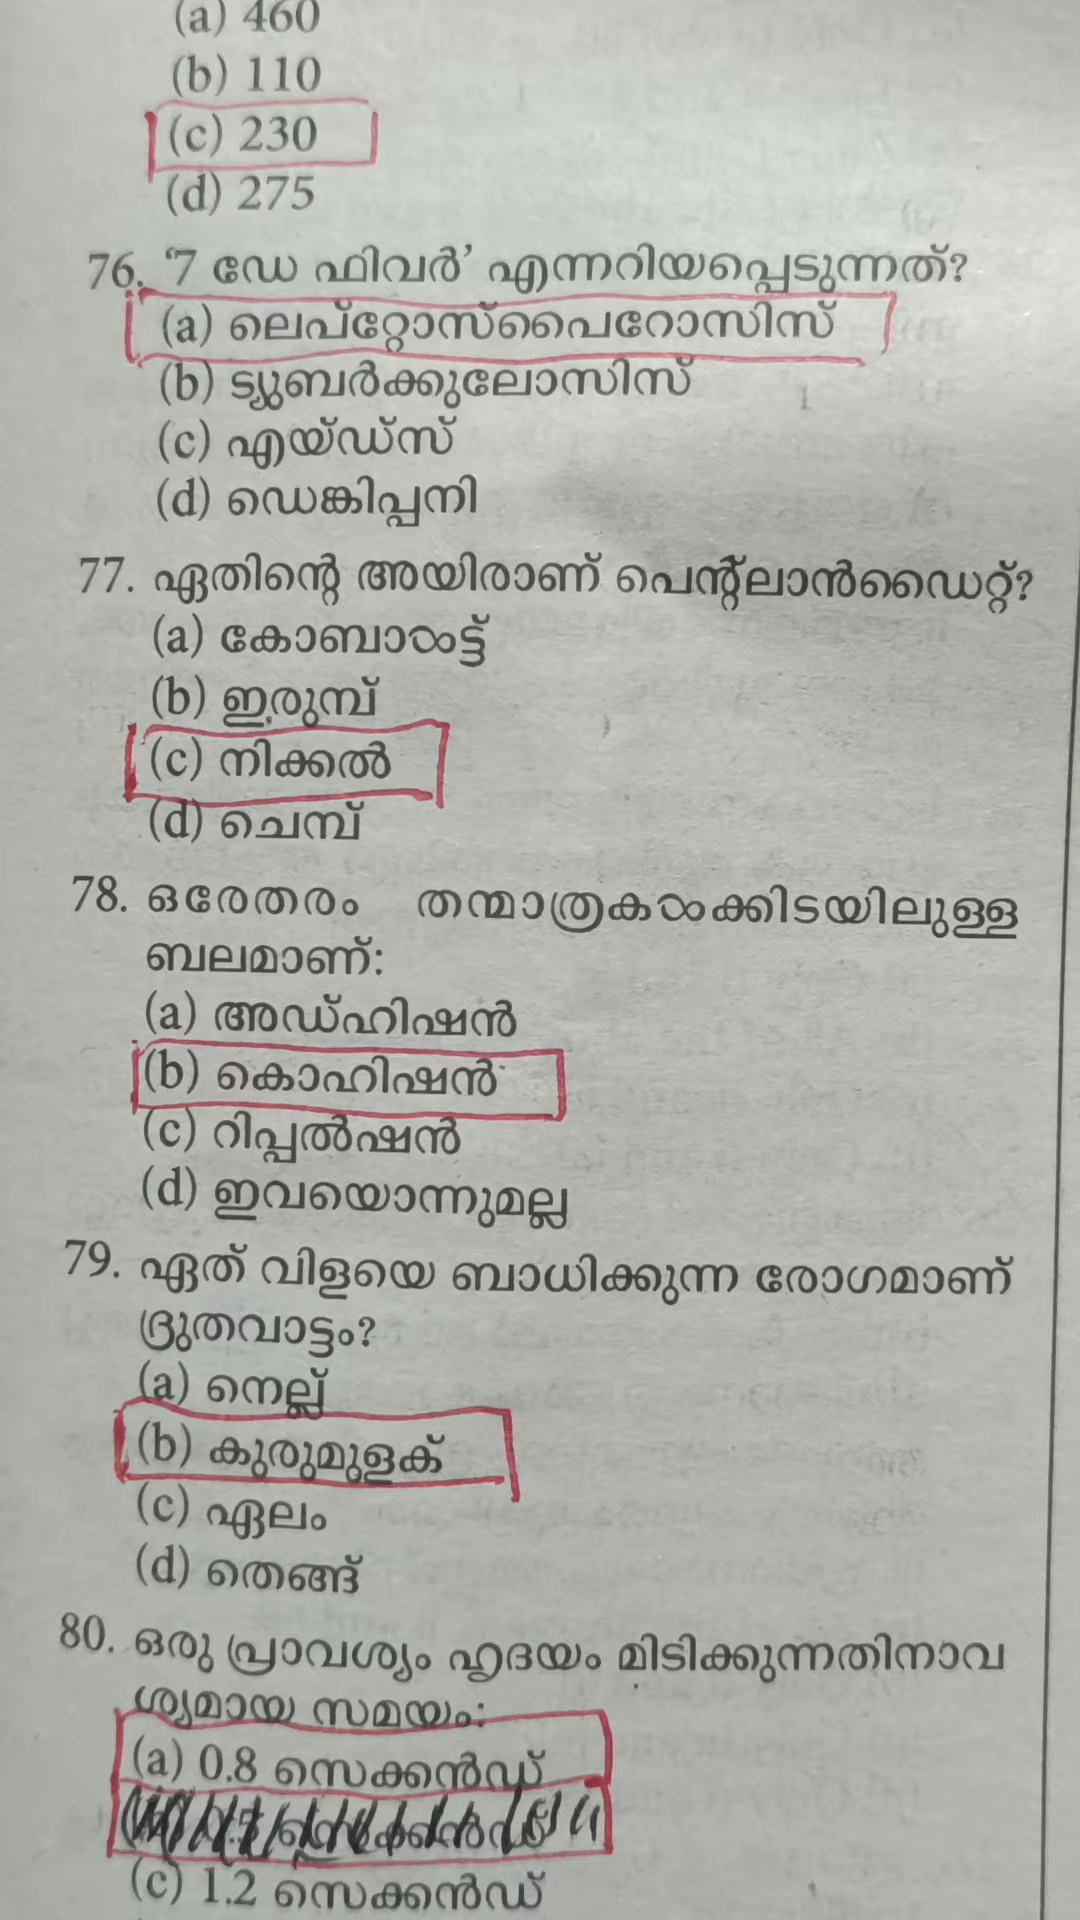 (a) 460
(b) 110
(c) 230
(d) 275
76. '7 ഡേ ഫിവർ' എന്നറിയപ്പെടുന്നത്?
(a) ലെപ്റ്റോസ്പൈറോസിസ്
(b) ട്യുബർക്കുലോസിസ്
(c) എയ്ഡ്സ്
(d) ഡെങ്കിപ്പനി
77. ഏതിന്റെ അയിരാണ് പെന്റ്ലാൻഡൈറ്റ്?
(a) കോബാൾട്ട്
(b) ഇരുമ്പ്
(c) നിക്കൽ
(d) ചെമ്പ്
78. ഒരേതരം തന്മാത്രകൾക്കിടയിലുള്ള
ബലമാണ്:
(a) അഡ്ഹിഷൻ
(b) കൊഹിഷൻ
(c) റിപ്പൽഷൻ
(d) ഇവയൊന്നുമല്ല
79. ഏത് വിളയെ ബാധിക്കുന്ന രോഗമാണ്
ദ്രുതവാട്ടം?
(a) നെല്ല്
(b) കുരുമുളക്
(c) ഏലം
(d) തെങ്ങ്
80. ഒരു പ്രാവശ്യം ഹൃദയം മിടിക്കുന്നതിനാവ
ശ്യമായ സമയം:
(a) 0.8 സെക്കൻഡ്
(c) 1.2 സെക്കൻഡ്